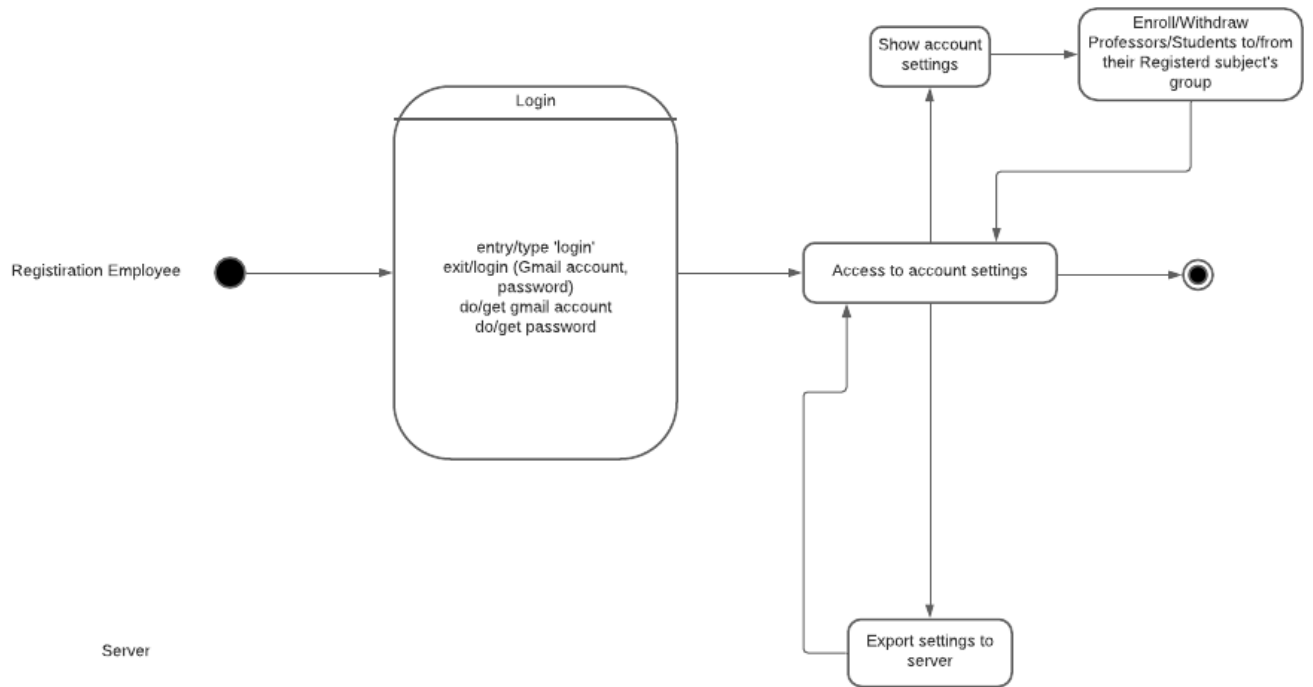 Show account
settings
Enroll/Withdraw
Professors/Students to/from
their Registerd subject's
group
Login
entry/type 'login'
exit/login (Gmail account,
password)
do/get gmail account
do/get password
Registiration Employee
Access to account settings
Server
Export settings to
server